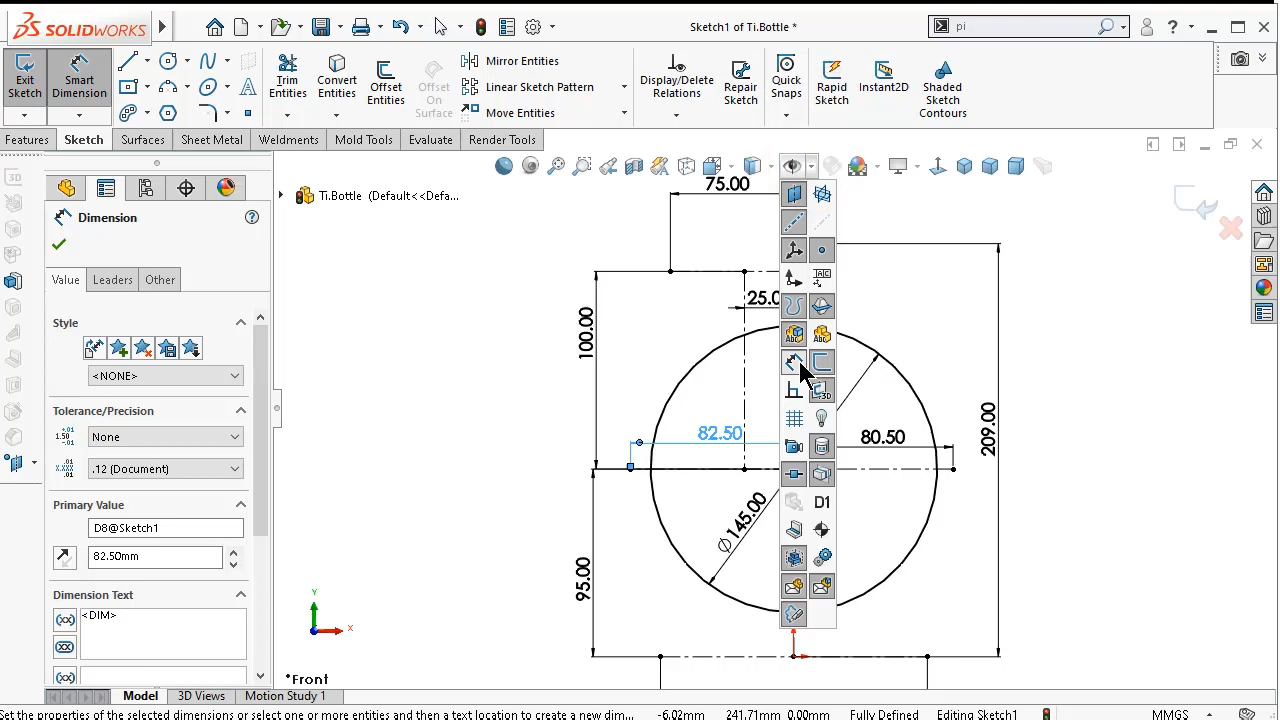 SOLIDWORKS
Sketch1 of Ti.Bottle *
pi
Exit Sketch
Smart Dimension
Trim Entities
Convert Entities
Offset Entities
Offset On Surface
Mirror Entities
Linear Sketch Pattern
Move Entities
Display/Delete Relations
Repair Sketch
Quick Snaps
Rapid Sketch
Instant2D
Shaded Sketch Contours
Features
Sketch
Surfaces
Sheet Metal
Weldments
Mold Tools
Evaluate
Render Tools
Ti.Bottle (Default<<Defa...
Dimension
Value
Leaders
Other
Style
<NONE>
Tolerance/Precision
None
.12 (Document)
Primary Value
D8@Sketch1
82.50mm
Dimension Text
<DIM>
75.00
25.0
100.00
82.50
80.50
209.00
Ø145.00
95.00
D1
Y
X
*Front
Model
3D Views
Motion Study 1
Set the properties of the selected dimensions or select one or more entities and then a text location to create a new dim...
-6.02mm
241.71mm
0.00mm
Fully Defined
Editing Sketch1
MMGS